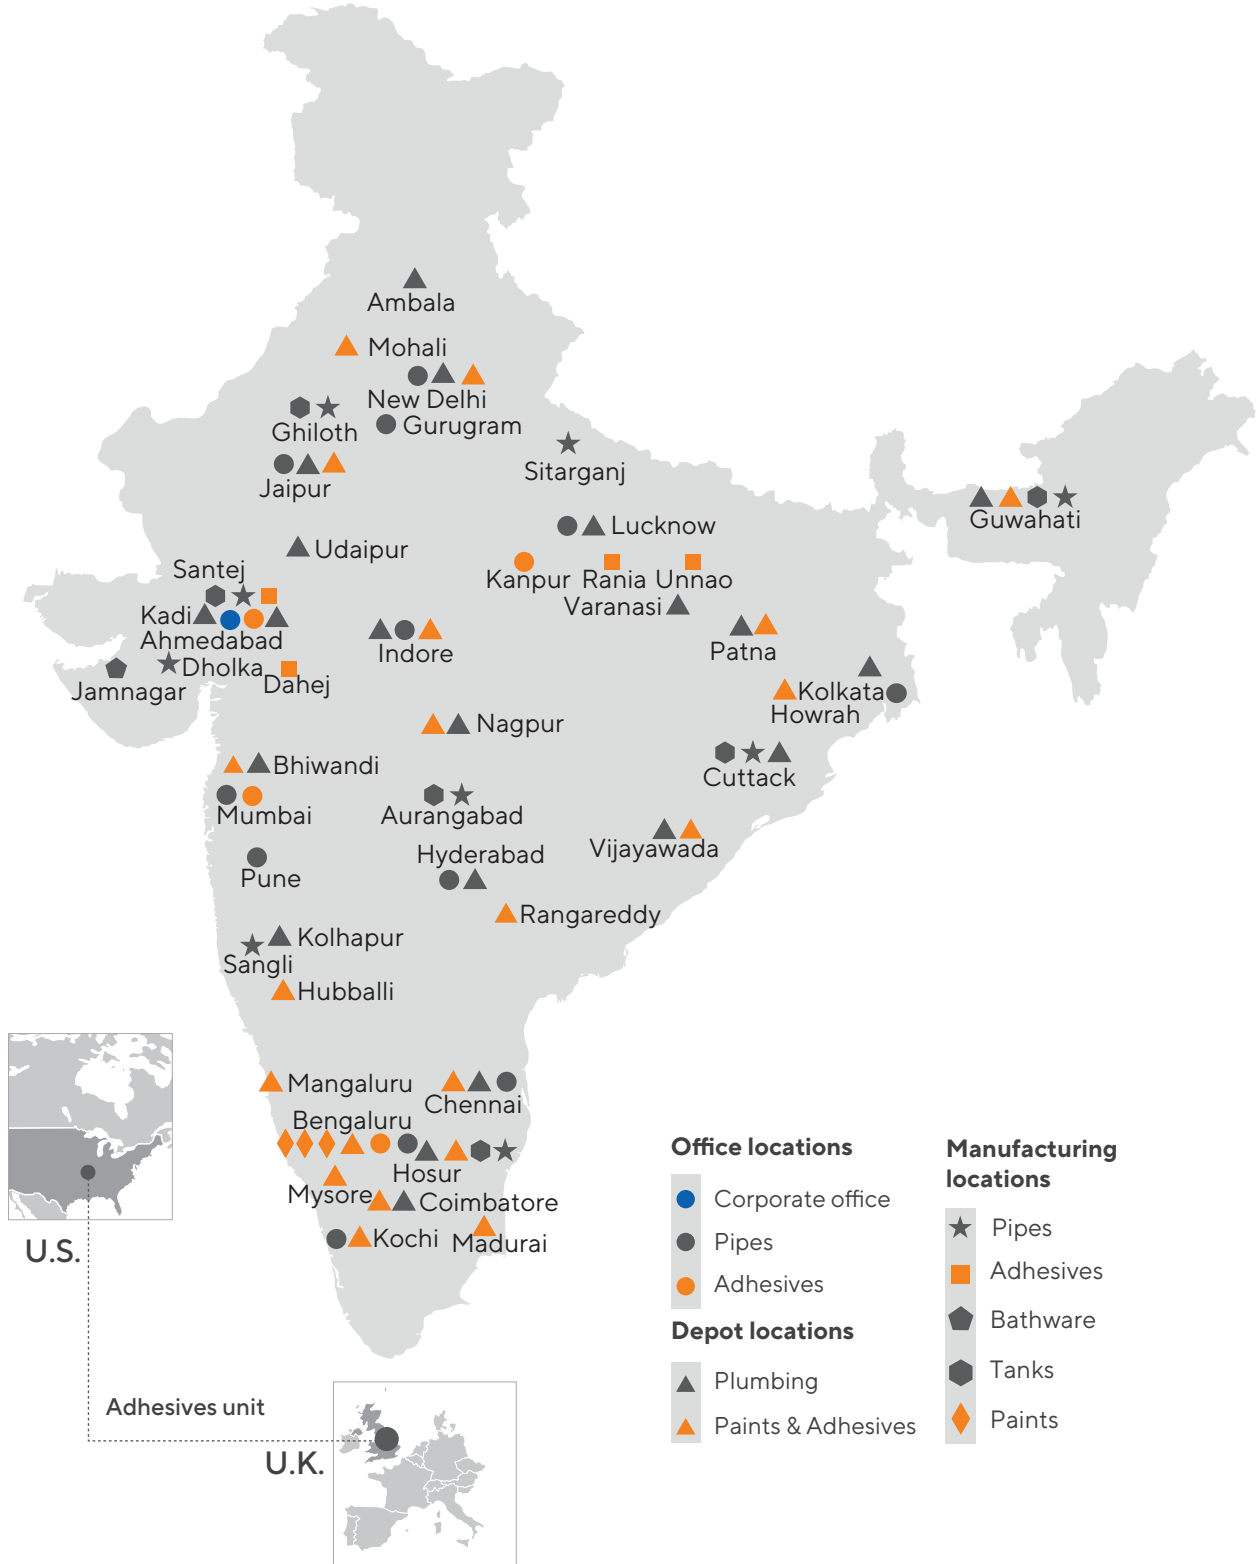 Ambala
Mohali
New Delhi
Ghiloth
Gurugram
Sitarganj
Jaipur
Guwahati
Lucknow
Udaipur
Santej
Kanpur Rania Unnao
Varanasi
Kadi
Ahmedabad
Indore
Patna
Dholka
Dahej
Jamnagar
Kolkata
Howrah
Nagpur
Bhiwandi
Cuttack
Mumbai
Aurangabad
Vijayawada
Hyderabad
Pune
Rangareddy
Kolhapur
Sangli
Hubballi
Mangaluru
Chennai
Bengaluru
Hosur
Mysore
Coimbatore
Kochi
Madurai
U.S.
Adhesives unit
U.K.
Office locations
Corporate office
Pipes
Adhesives
Depot locations
Plumbing
Paints & Adhesives
Manufacturing
locations
Pipes
Adhesives
Bathware
Tanks
Paints